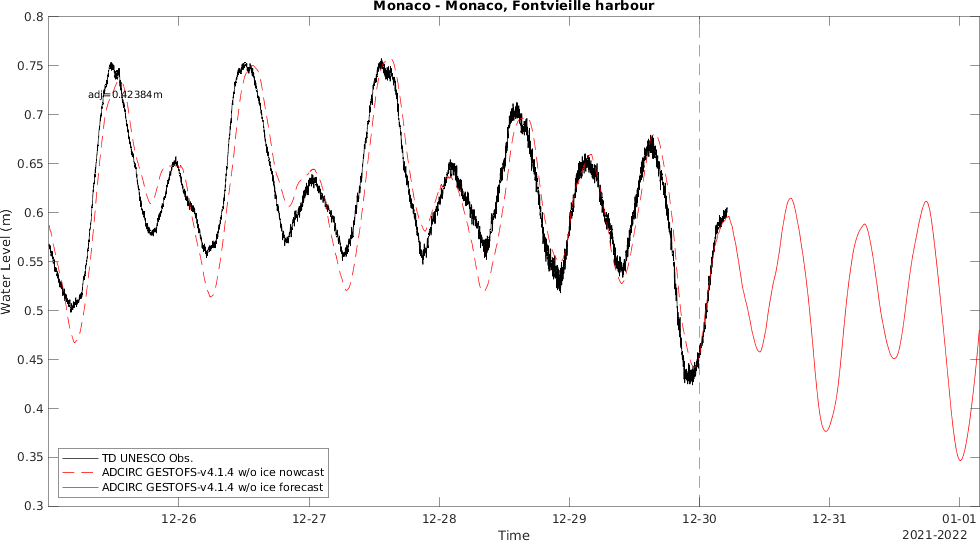 Monaco - Monaco, Fontvieille harbour
0.8
0.75
adj=0.42384m
0.7
0.65
0.6
0.55
0.5
0.45
0.4
0.35
0.3
Water Level (m)
TD UNESCO Obs.
ADCIRC GESTOFS-v4.1.4 w/o ice nowcast
ADCIRC GESTOFS-v4.1.4 w/o ice forecast
12-26 12-27 12-28 12-29 12-30 12-31 01-01
Time
2021-2022